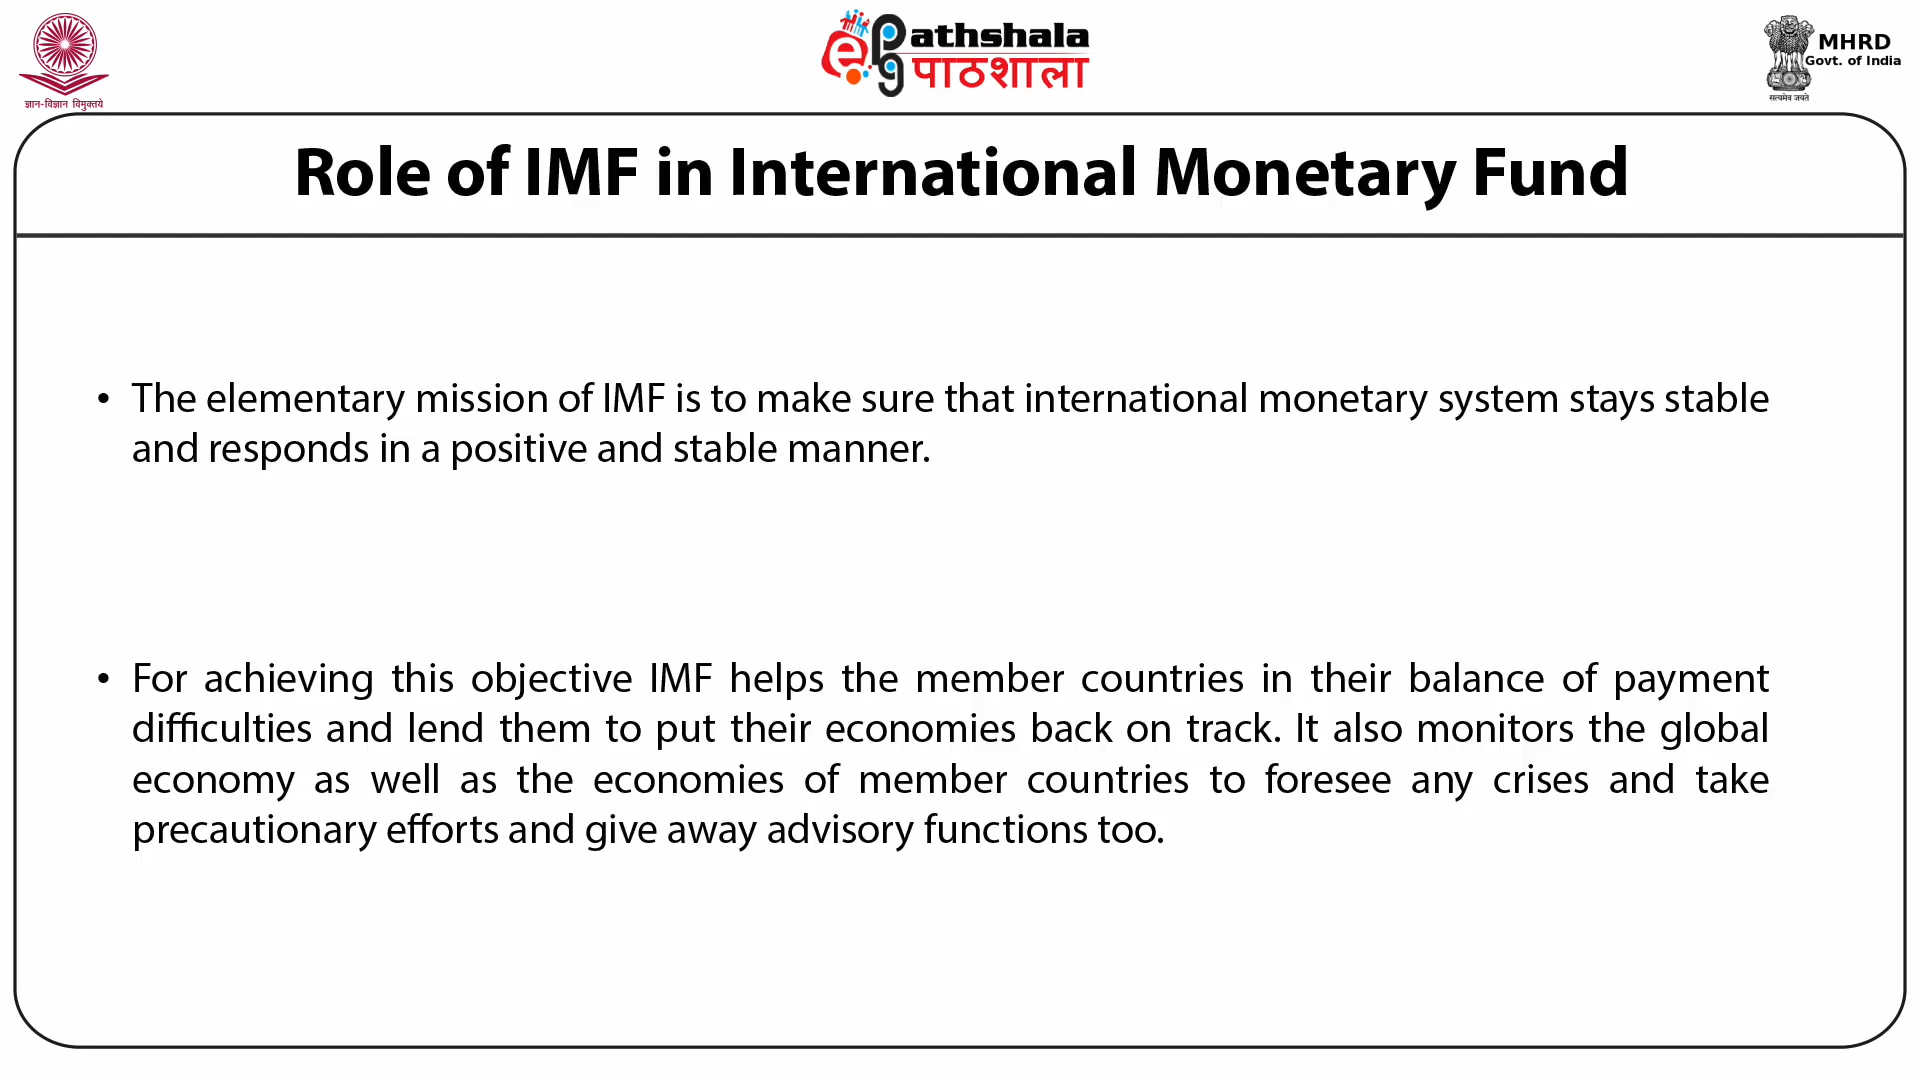 ज्ञान-विज्ञान विमुक्तये
e Pathshala
पाठशाला
MHRD
Govt. of India
सत्यमेव जयते
Role of IMF in International Monetary Fund
• The elementary mission of IMF is to make sure that international monetary system stays stable
and responds in a positive and stable manner.
• For achieving this objective IMF helps the member countries in their balance of payment
difficulties and lend them to put their economies back on track. It also monitors the global
economy as well as the economies of member countries to foresee any crises and take
precautionary efforts and give away advisory functions too.